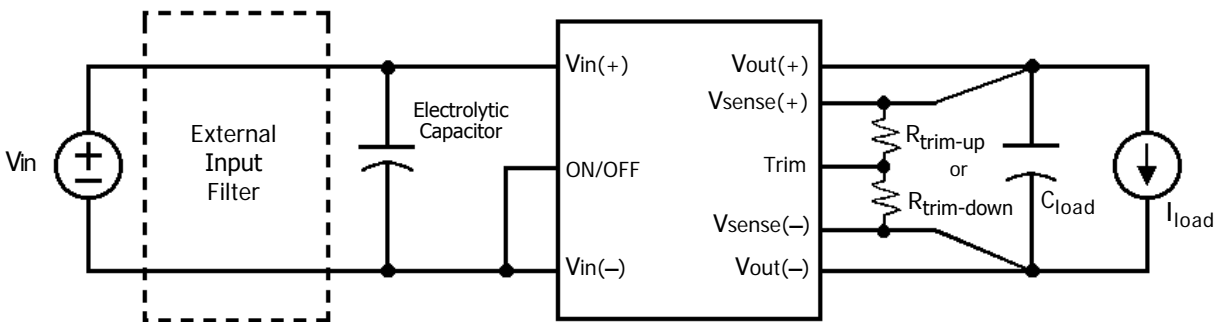 Vin
External
Input
Filter
Electrolytic
Capacitor
Vin(+)
ON/OFF
Vin(–)
Vout(+)
Vsense(+)
Trim
Vsense(–)
Vout(–)
Rtrim-up
or
Rtrim-down
Cload
Iload